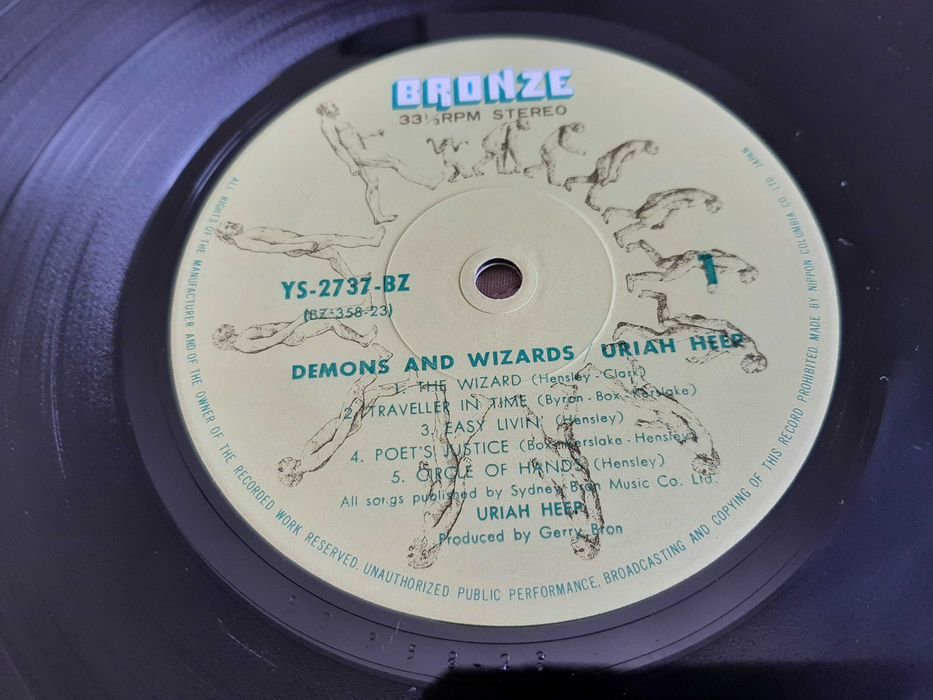 BRONZE
33⅓RPM STEREO
YS-2737-BZ
(BZ-358-23)
1
DEMONS AND WIZARDS URIAH HEEP
1. THE WIZARD (Hensley - Clark)
2. TRAVELLER IN TIME (Byron - Box - Kerslake)
3. EASY LIVIN' (Hensley)
4. POET'S JUSTICE (Box - Kerslake - Hensley)
5. CIRCLE OF HANDS (Hensley)
All songs published by Sydney Bron Music Co. Ltd.
URIAH HEEP
Produced by Gerry Bron
ALL RIGHTS OF THE MANUFACTURER AND OF THE OWNER OF THE RECORDED WORK RESERVED. UNAUTHORIZED PUBLIC PERFORMANCE, BROADCASTING AND COPYING OF THIS RECORD PROHIBITED MADE BY NIPPON COLUMBIA CO. LTD. JAPAN